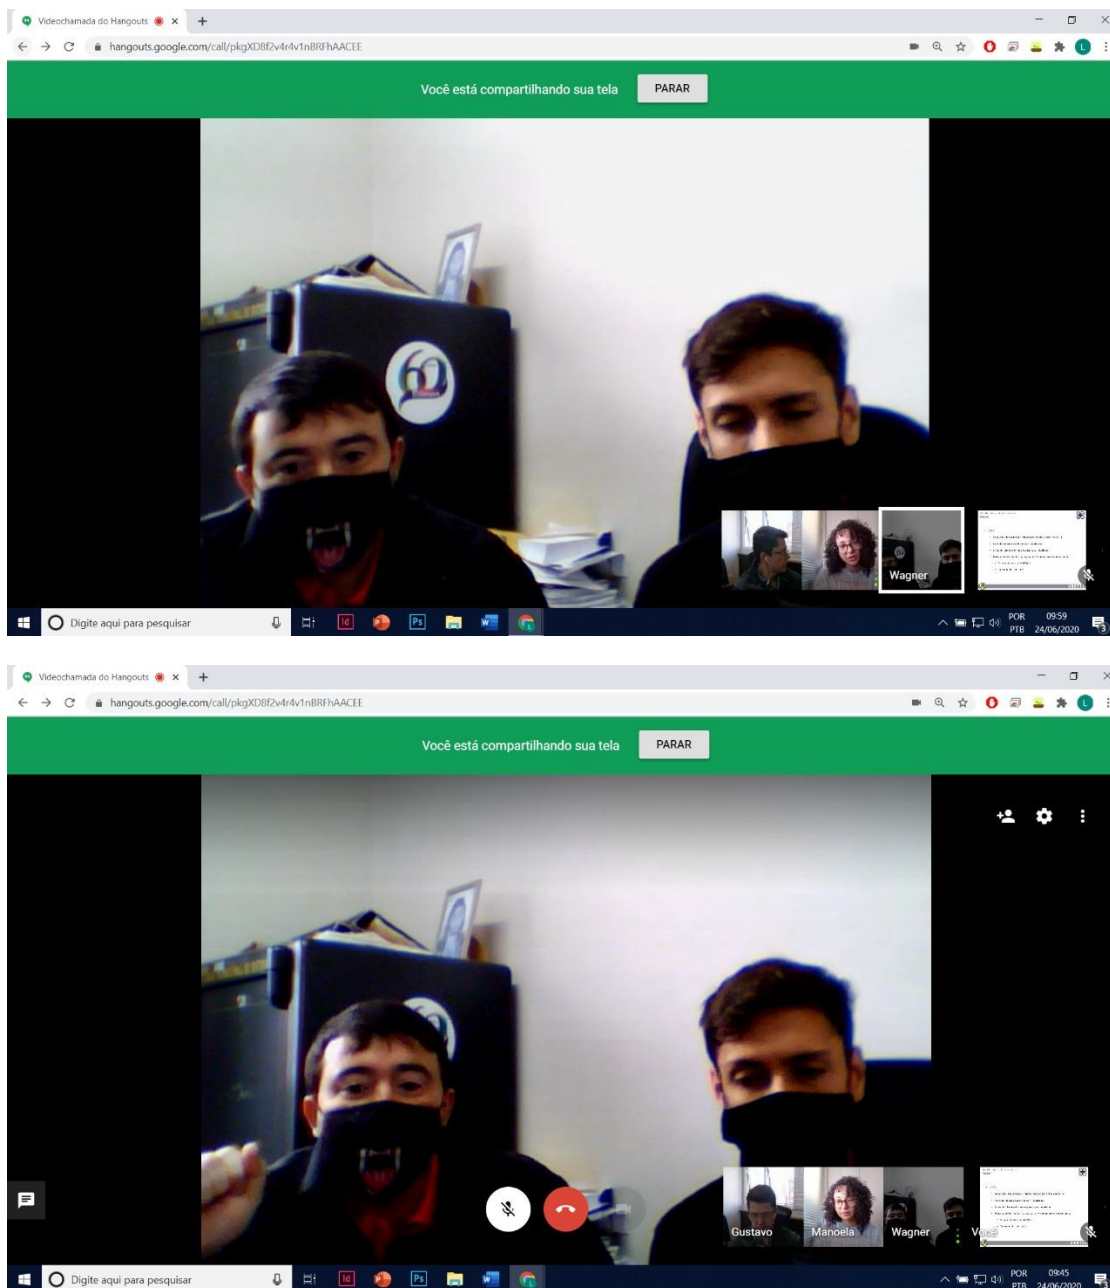 Videochamada do Hangouts
hangouts.google.com/call/pkgXD8f2v4r4v1nBRFhAACEE
Você está compartilhando sua tela PARAR
Wagner
Digite aqui para pesquisar
POR 09:59
PTB 24/06/2020
Videochamada do Hangouts
hangouts.google.com/call/pkgXD8f2v4r4v1nBRFhAACEE
Você está compartilhando sua tela PARAR
Gustavo Manoela Wagner Você
Digite aqui para pesquisar
POR 09:45
PTB 24/06/2020